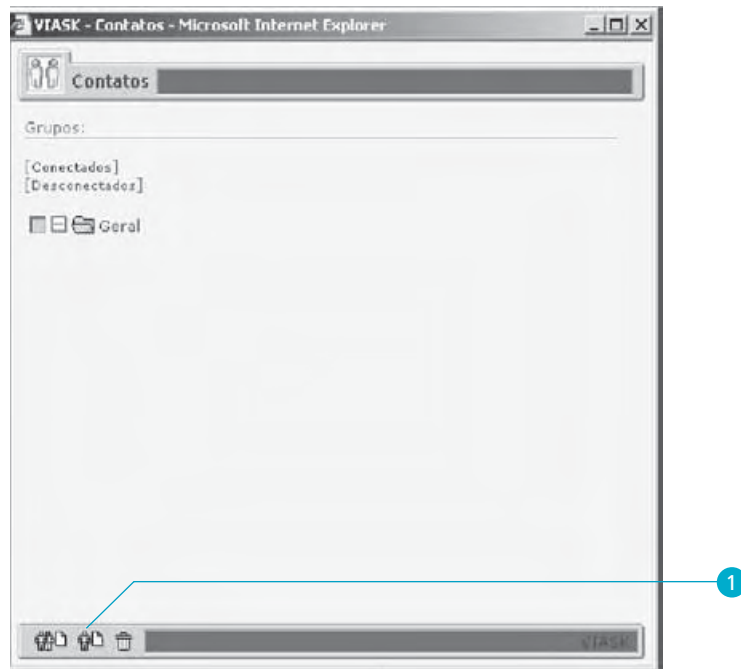 VIASK - Contatos - Microsoft Internet Explorer
Contatos
Grupos:
[Conectados]
[Desconectados]
Geral
1
VIASK